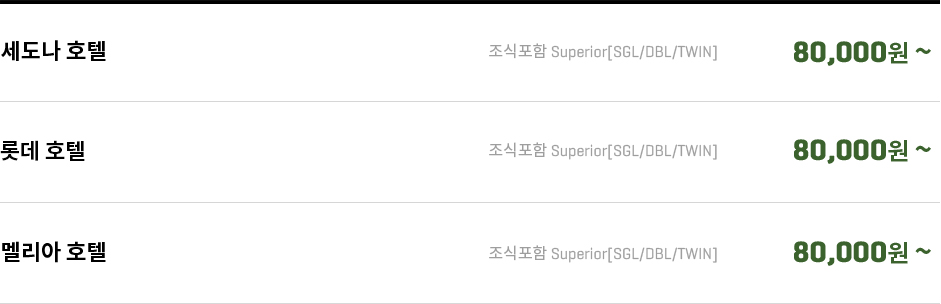 세도나 호텔 조식포함 Superior[SGL/DBL/TWIN] 80,000원 ~
롯데 호텔 조식포함 Superior[SGL/DBL/TWIN] 80,000원 ~
멜리아 호텔 조식포함 Superior[SGL/DBL/TWIN] 80,000원 ~